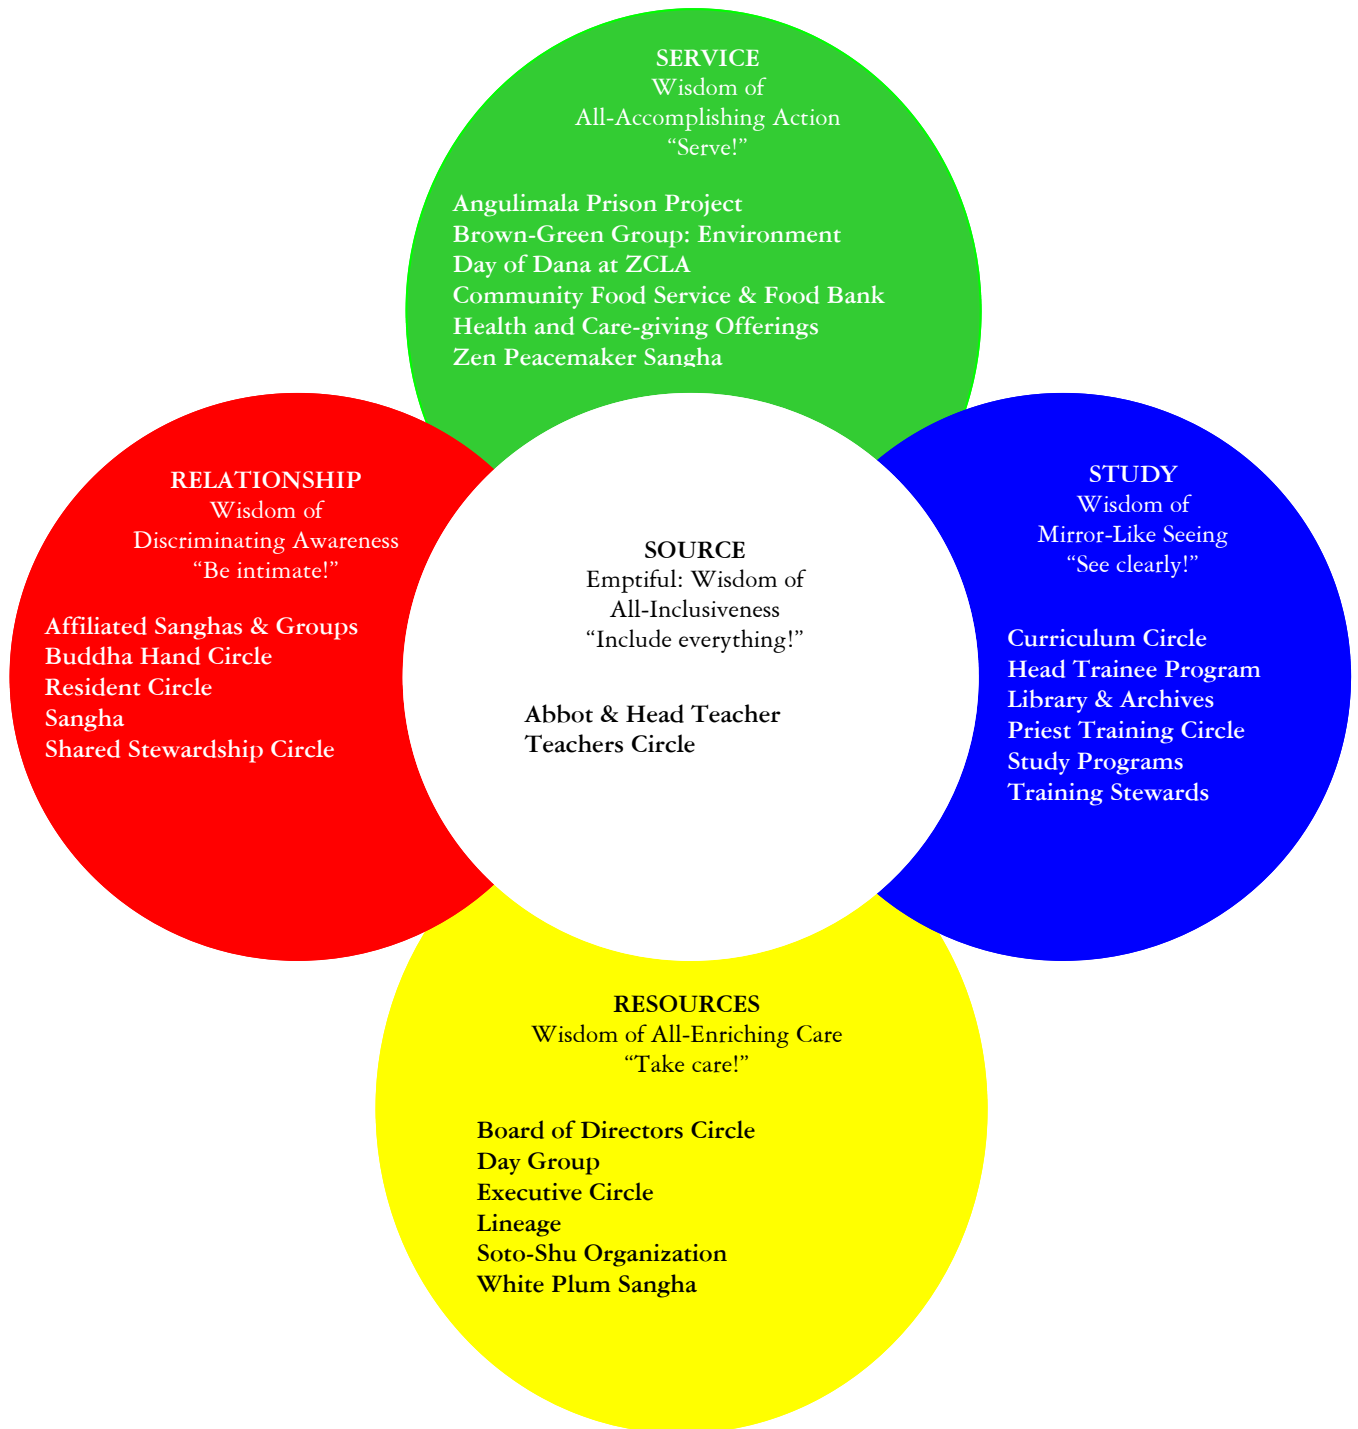 SERVICE
Wisdom of
All-Accomplishing Action
“Serve!”
Angulimala Prison Project
Brown-Green Group: Environment
Day of Dana at ZCLA
Community Food Service & Food Bank
Health and Care-giving Offerings
Zen Peacemaker Sangha
RELATIONSHIP
Wisdom of
Discriminating Awareness
“Be intimate!”
Affiliated Sanghas & Groups
Buddha Hand Circle
Resident Circle
Sangha
Shared Stewardship Circle
SOURCE
Emptiful: Wisdom of
All-Inclusiveness
“Include everything!”
Abbot & Head Teacher
Teachers Circle
STUDY
Wisdom of
Mirror-Like Seeing
“See clearly!”
Curriculum Circle
Head Trainee Program
Library & Archives
Priest Training Circle
Study Programs
Training Stewards
RESOURCES
Wisdom of All-Enriching Care
“Take care!”
Board of Directors Circle
Day Group
Executive Circle
Lineage
Soto-Shu Organization
White Plum Sangha